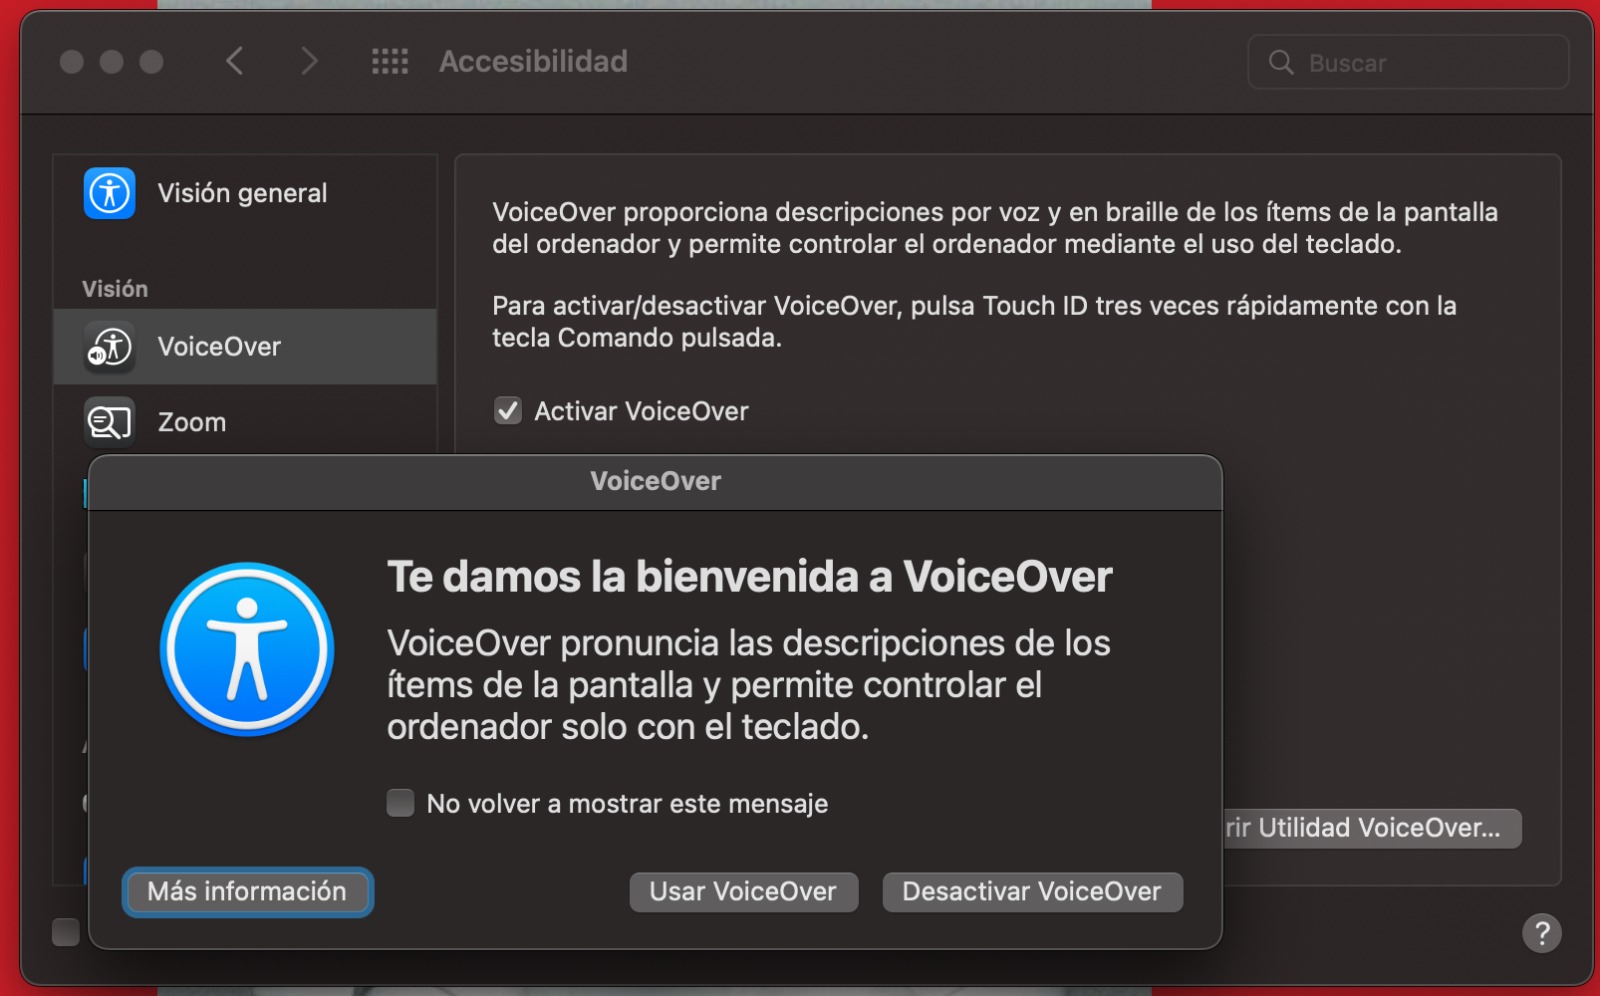 Accesibilidad
Buscar
Visión general
Visión
VoiceOver
Zoom
VoiceOver proporciona descripciones por voz y en braille de los ítems de la pantalla
del ordenador y permite controlar el ordenador mediante el uso del teclado.
Para activar/desactivar VoiceOver, pulsa Touch ID tres veces rápidamente con la
tecla Comando pulsada.
Activar VoiceOver
VoiceOver
Te damos la bienvenida a VoiceOver
VoiceOver pronuncia las descripciones de los
ítems de la pantalla y permite controlar el
ordenador solo con el teclado.
No volver a mostrar este mensaje
Más información
Usar VoiceOver
Desactivar VoiceOver
Utilidad VoiceOver...
?